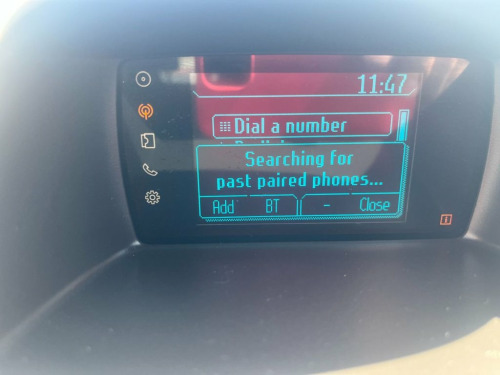 11:47
Dial a number
Searching for
past paired phones...
Add BT - Close